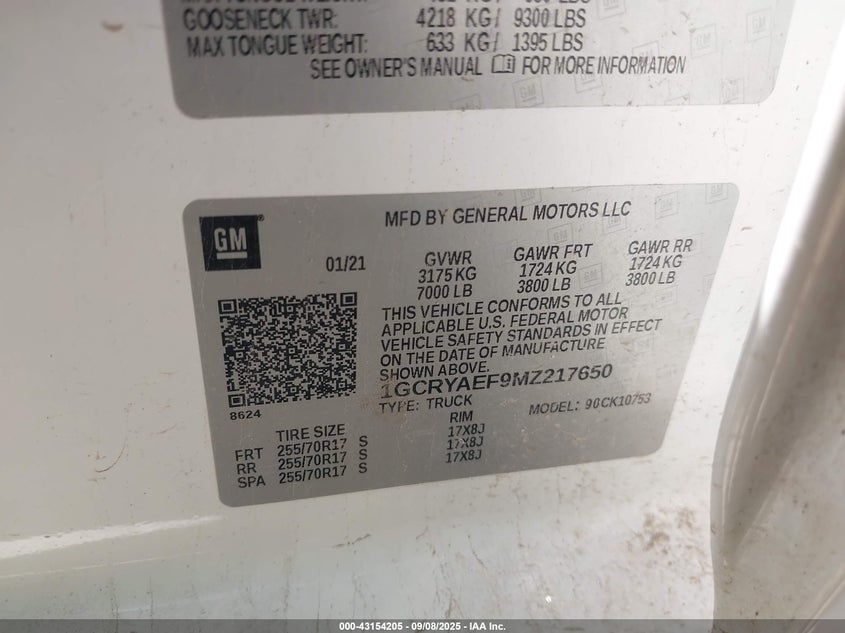 GOOSENECK TWR: 4218 KG/ 9300 LBS
MAX TONGUE WEIGHT: 633 KG/ 1395 LBS
SEE OWNER'S MANUAL FOR MORE INFORMATION
GM
MFD BY GENERAL MOTORS LLC
01/21 GVWR GAWR FRT GAWR RR
3175 KG 1724 KG 1724 KG
7000 LB 3800 LB 3800 LB
THIS VEHICLE CONFORMS TO ALL
APPLICABLE U.S. FEDERAL MOTOR
VEHICLE SAFETY STANDARDS IN EFFECT
ON THE DATE OF MANUFACTURE
SHOWN ABOVE.
1GCRYAEF9MZ217650
8624
TYPE: TRUCK MODEL: 90CK10753
TIRE SIZE RIM
FRT 255/70R17 S 17X8J
RR 255/70R17 S 17X8J
SPA 255/70R17 S 17X8J
000-43154205 - 09/08/2025 - IAA Inc.